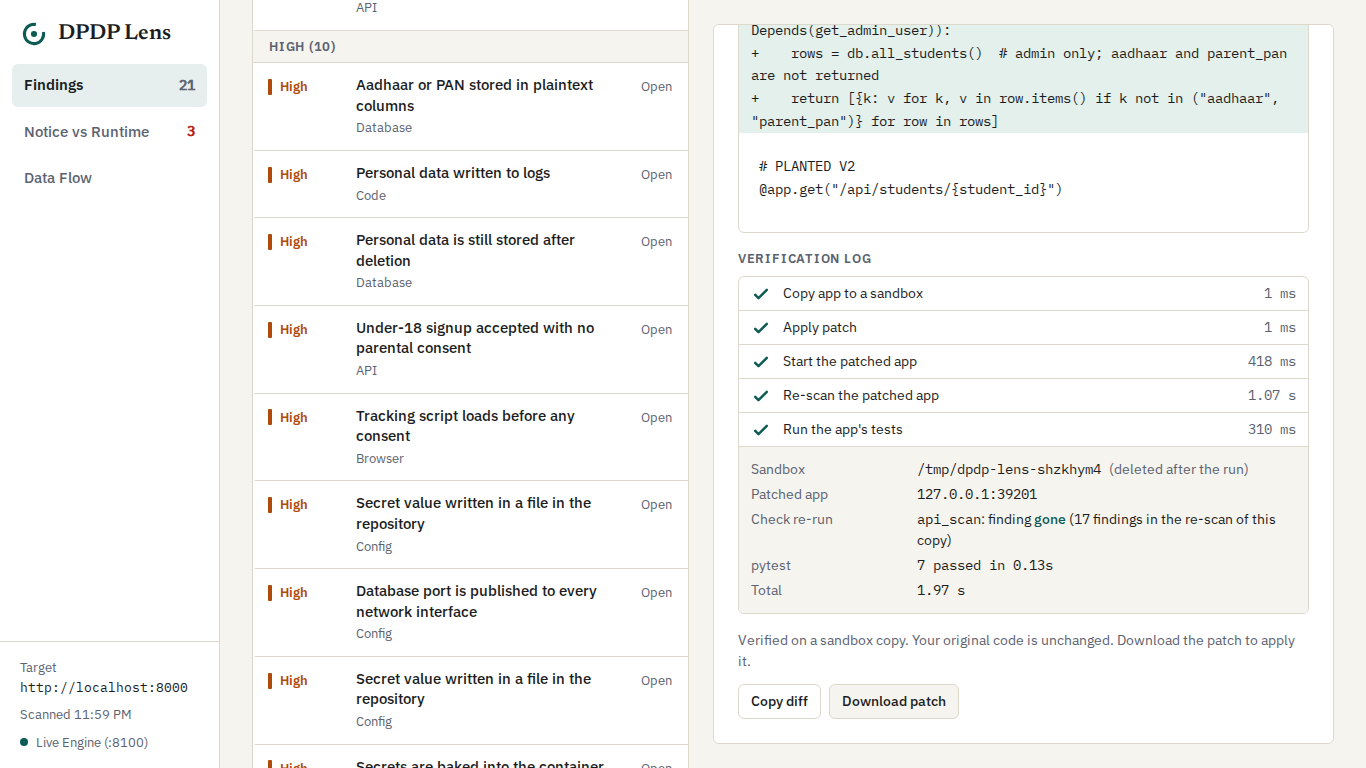 DPDP Lens
Findings 21
Notice vs Runtime 3
Data Flow
Target
http://localhost:8000
Scanned 11:59 PM
Live Engine (:8100)
API
HIGH (10)
High Aadhaar or PAN stored in plaintext Open
columns
Database
High Personal data written to logs Open
Code
High Personal data is still stored after Open
deletion
Database
High Under-18 signup accepted with no Open
parental consent
API
High Tracking script loads before any Open
consent
Browser
High Secret value written in a file in the Open
repository
Config
High Database port is published to every Open
network interface
Config
High Secret value written in a file in the Open
repository
Config
High Secrets are baked into the container Open
Depends(get_admin_user)):
+    rows = db.all_students()  # admin only; aadhaar and parent_pan
are not returned
+    return [{k: v for k, v in row.items() if k not in ("aadhaar",
"parent_pan")} for row in rows]
# PLANTED V2
@app.get("/api/students/{student_id}")
VERIFICATION LOG
Copy app to a sandbox 1 ms
Apply patch 1 ms
Start the patched app 418 ms
Re-scan the patched app 1.07 s
Run the app's tests 310 ms
Sandbox /tmp/dpdp-lens-shzkhym4 (deleted after the run)
Patched app 127.0.0.1:39201
Check re-run api_scan: finding gone (17 findings in the re-scan of this
copy)
pytest 7 passed in 0.13s
Total 1.97 s
Verified on a sandbox copy. Your original code is unchanged. Download the patch to apply
it.
Copy diff Download patch